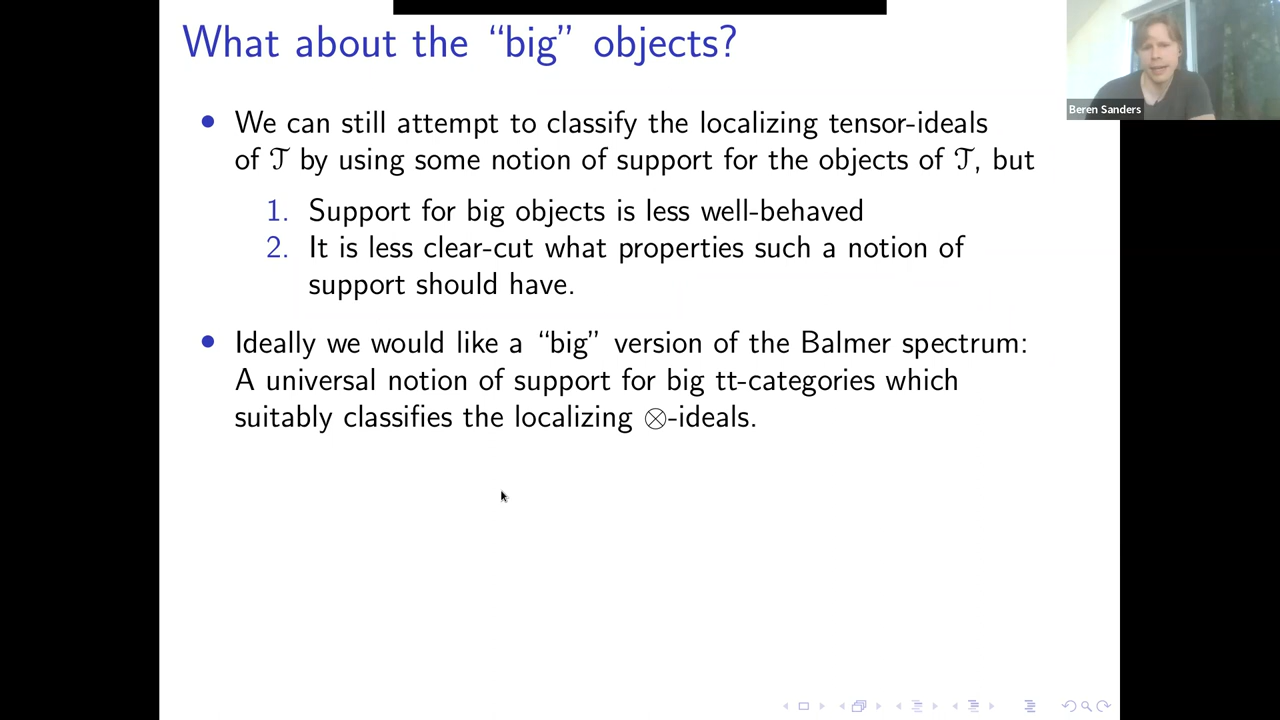 What about the “big” objects?
Beren Sanders
• We can still attempt to classify the localizing tensor-ideals
of 𝒯 by using some notion of support for the objects of 𝒯, but
1. Support for big objects is less well-behaved
2. It is less clear-cut what properties such a notion of
support should have.
• Ideally we would like a “big” version of the Balmer spectrum:
A universal notion of support for big tt-categories which
suitably classifies the localizing ⊗-ideals.